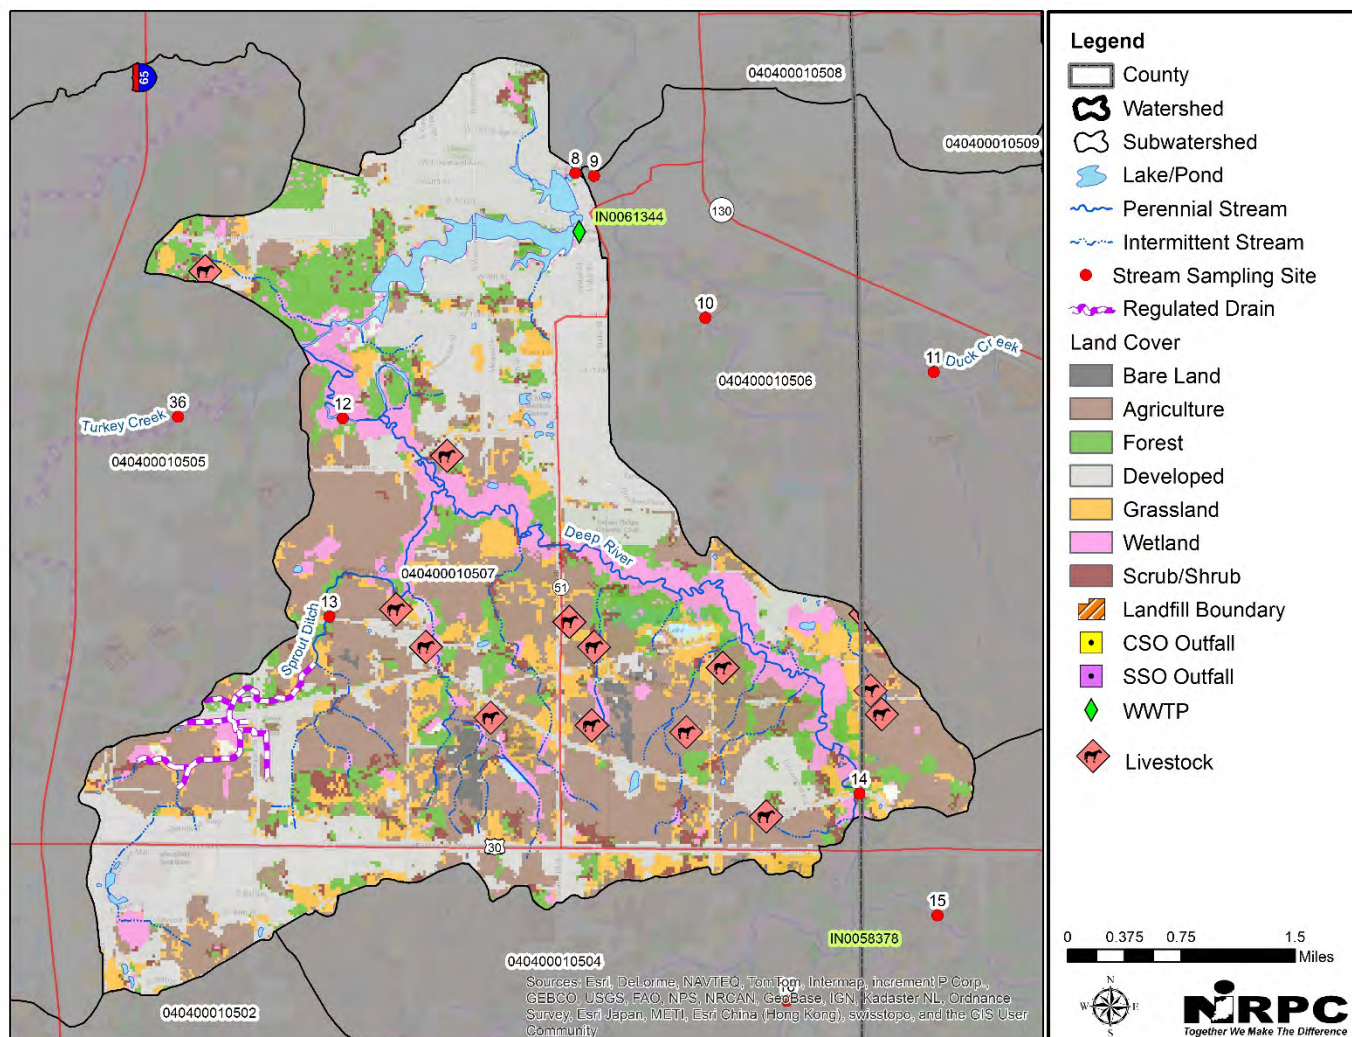 65
040400010508
040400010509
8
9
IN0061344
130
10
11
Duck Creek
040400010506
36
Turkey Creek
040400010505
12
Deep River
040400010507
51
13
Sprout Ditch
14
30
15
IN0058378
040400010504
040400010502
Sources: Esri, DeLorme, NAVTEQ, TomTom, Intermap, increment P Corp.,
GEBCO, USGS, FAO, NPS, NRCAN, GeoBase, IGN, Kadaster NL, Ordnance
Survey, Esri Japan, METI, Esri China (Hong Kong), swisstopo, and the GIS User
Community
Legend
County
Watershed
Subwatershed
Lake/Pond
Perennial Stream
Intermittent Stream
Stream Sampling Site
Regulated Drain
Land Cover
Bare Land
Agriculture
Forest
Developed
Grassland
Wetland
Scrub/Shrub
Landfill Boundary
CSO Outfall
SSO Outfall
WWTP
Livestock
0 0.375 0.75 1.5
Miles
N
W E
S
NIRPC
Together We Make The Difference